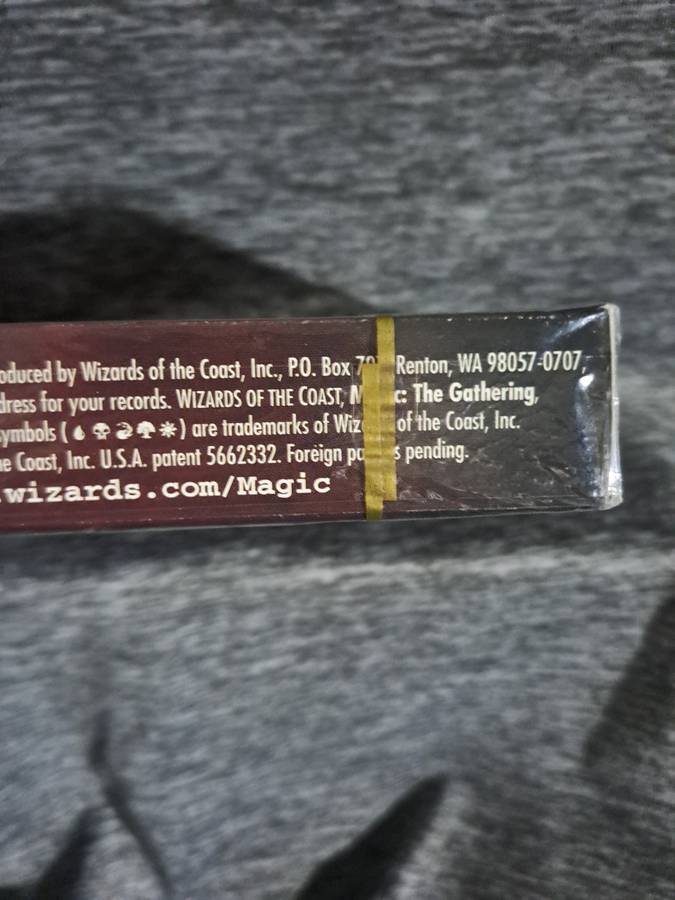 oduced by Wizards of the Coast, Inc., P.O. Box Renton, WA 98057-0707,
dress for your records. WIZARDS OF THE COAST, The Gathering,
ymbols ( ) are trademarks of of the Coast, Inc.
e Coast, Inc. U.S.A. patent 5662332. Foreign pending.
.wizards.com/Magic